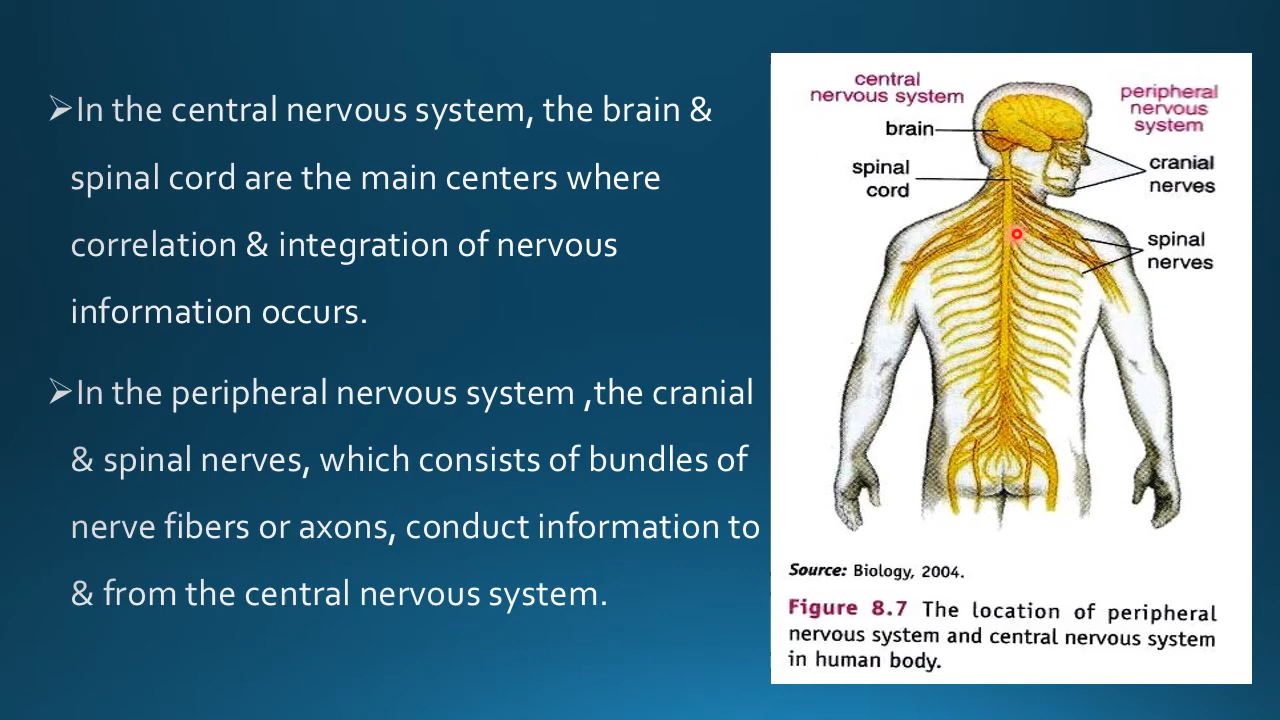 ➢In the central nervous system, the brain &
spinal cord are the main centers where
correlation & integration of nervous
information occurs.
➢In the peripheral nervous system ,the cranial
& spinal nerves, which consists of bundles of
nerve fibers or axons, conduct information to
& from the central nervous system.
central
nervous system
brain
spinal
cord
peripheral
nervous
system
cranial
nerves
spinal
nerves
Source: Biology, 2004.
Figure 8.7 The location of peripheral
nervous system and central nervous system
in human body.